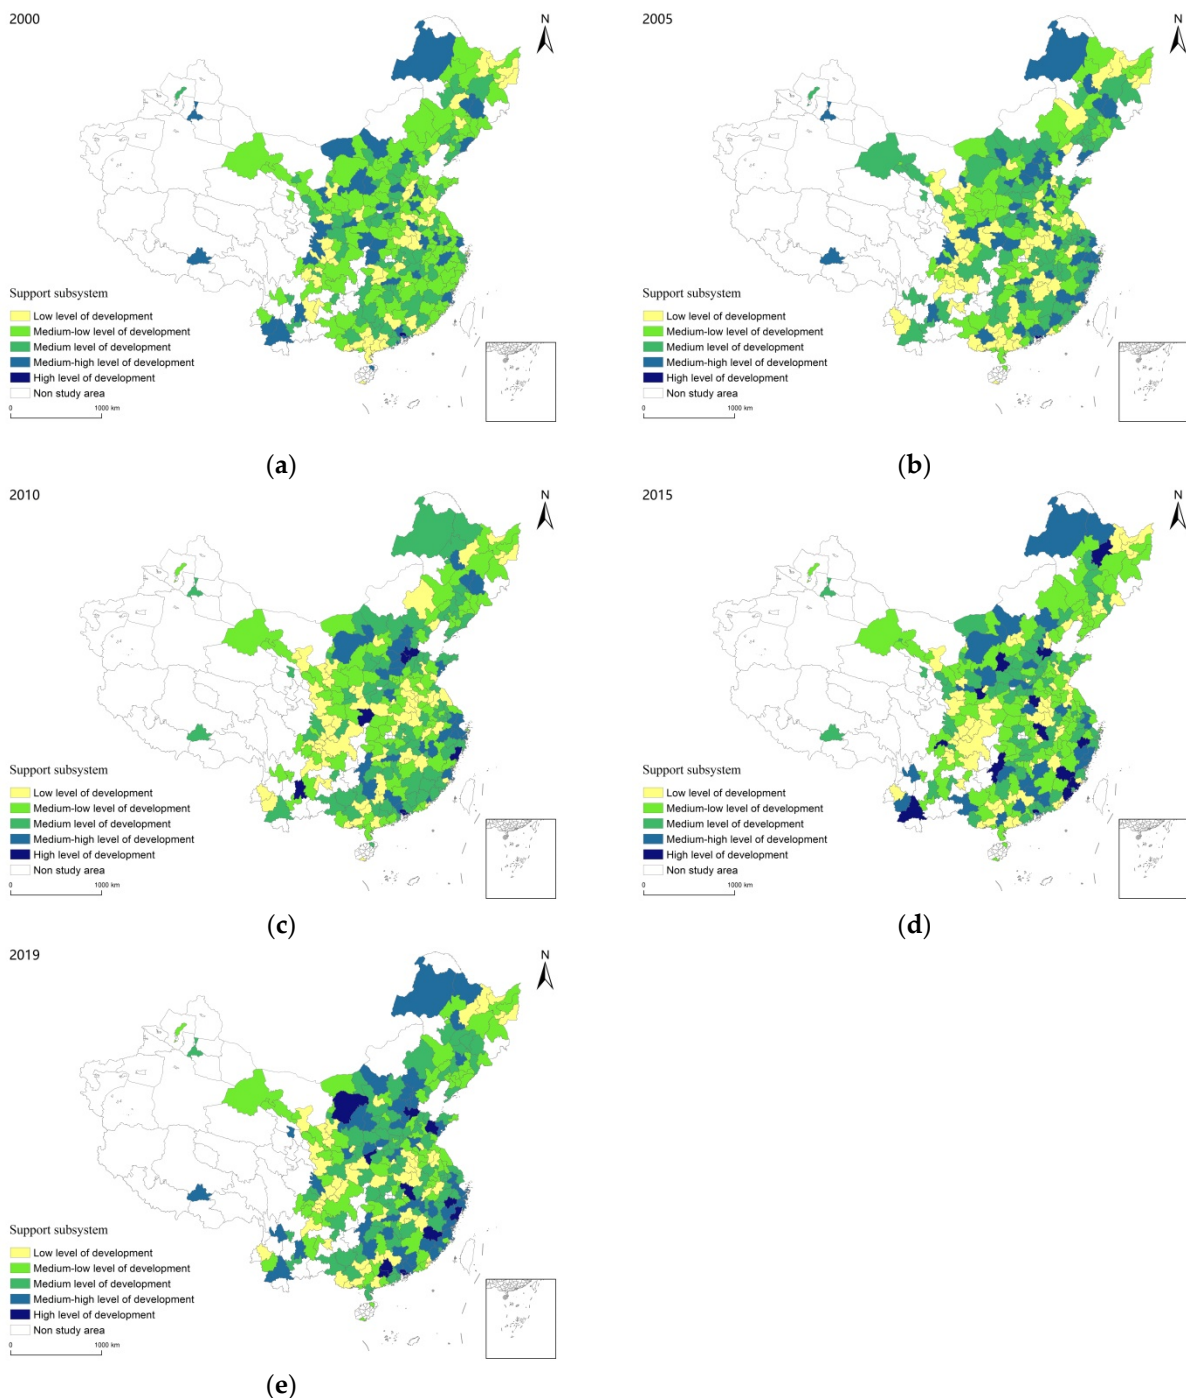 2000
N
Support subsystem
Low level of development
Medium-low level of development
Medium level of development
Medium-high level of development
High level of development
Non study area
0 1000 km
(a)
2005
N
Support subsystem
Low level of development
Medium-low level of development
Medium level of development
Medium-high level of development
High level of development
Non study area
0 1000 km
(b)
2010
N
Support subsystem
Low level of development
Medium-low level of development
Medium level of development
Medium-high level of development
High level of development
Non study area
0 1000 km
(c)
2015
N
Support subsystem
Low level of development
Medium-low level of development
Medium level of development
Medium-high level of development
High level of development
Non study area
0 1000 km
(d)
2019
N
Support subsystem
Low level of development
Medium-low level of development
Medium level of development
Medium-high level of development
High level of development
Non study area
0 1000 km
(e)